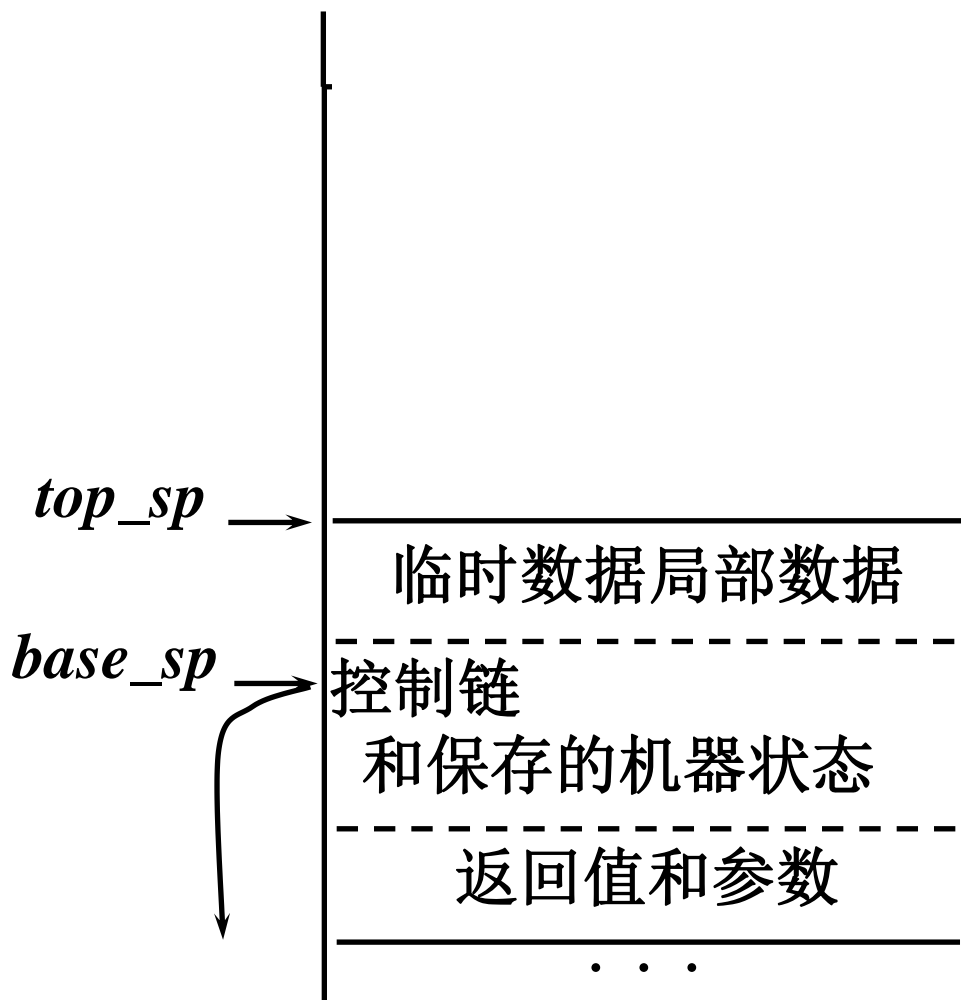 top_sp
临时数据局部数据
base_sp
控制链
和保存的机器状态
返回值和参数
. . .